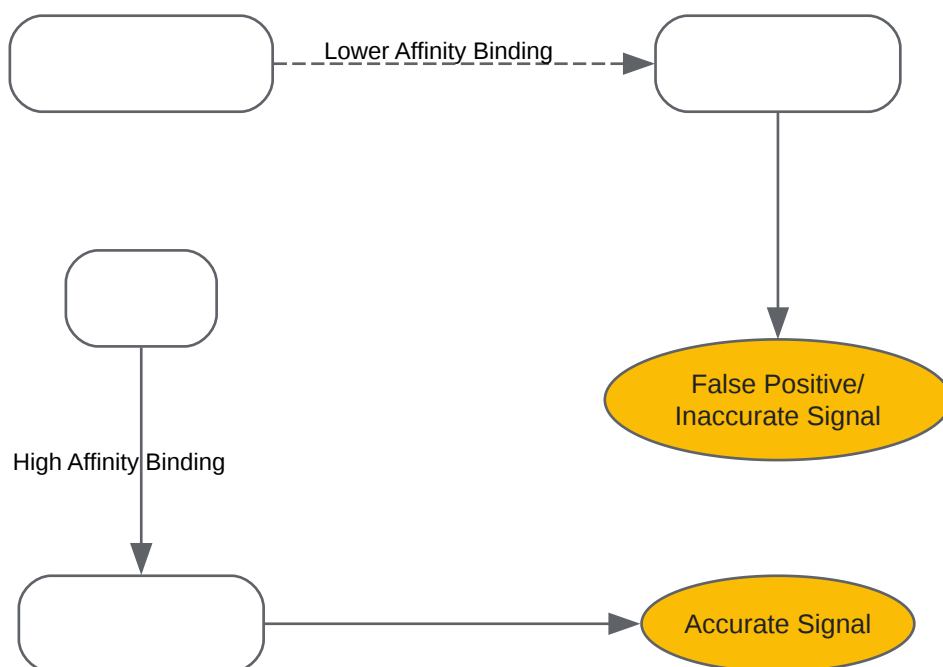 Lower Affinity Binding
False Positive/
Inaccurate Signal
High Affinity Binding
Accurate Signal